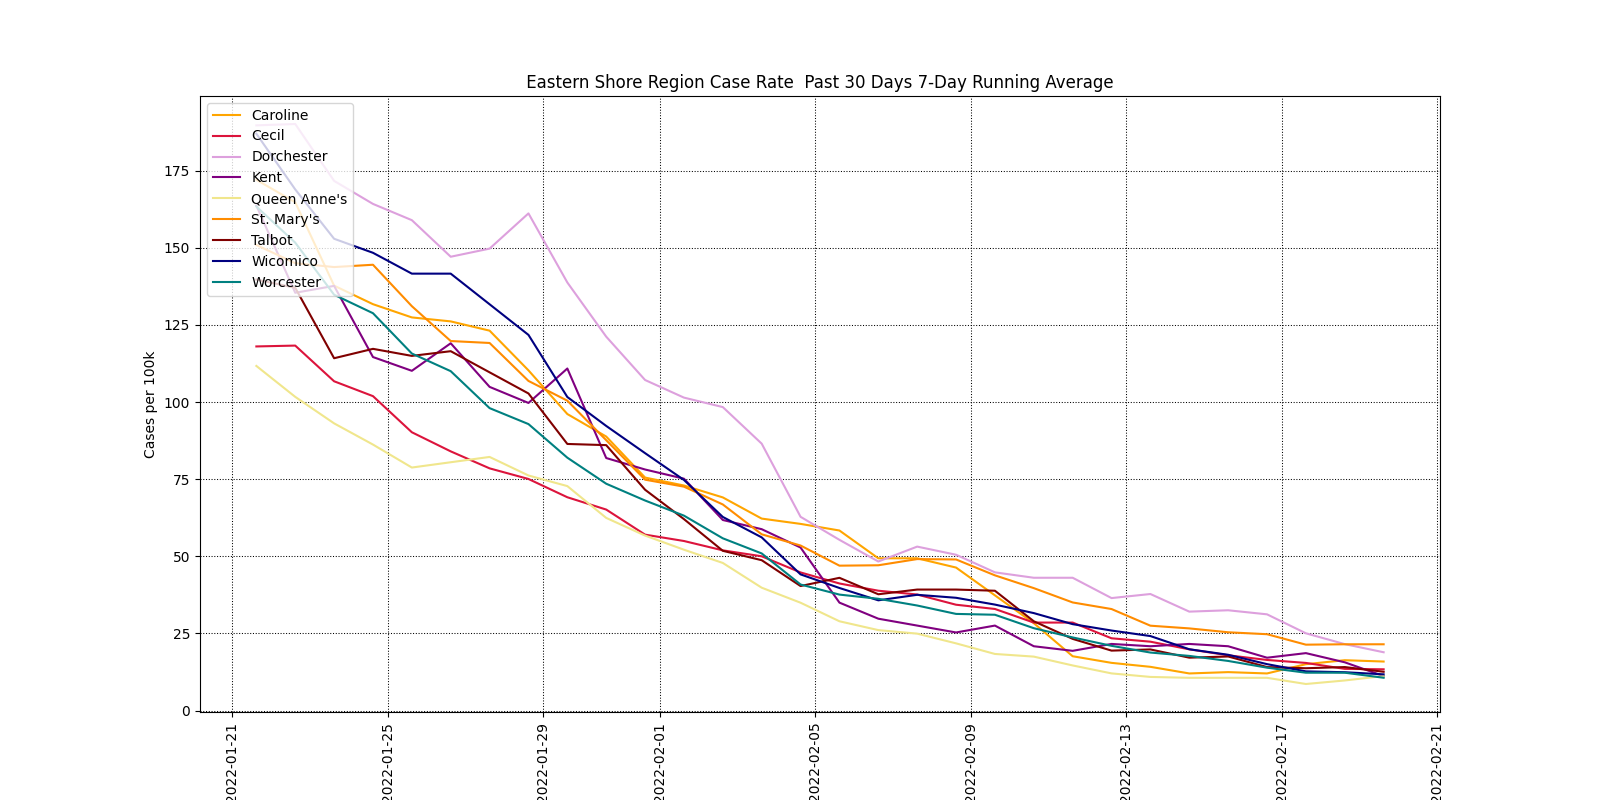 Eastern Shore Region Case Rate  Past 30 Days 7-Day Running Average
Caroline
Cecil
Dorchester
Kent
Queen Anne's
St. Mary's
Talbot
Wicomico
Worcester
Cases per 100k
175
150
125
100
75
50
25
0
2022-01-21
2022-01-25
2022-01-29
2022-02-01
2022-02-05
2022-02-09
2022-02-13
2022-02-17
2022-02-21